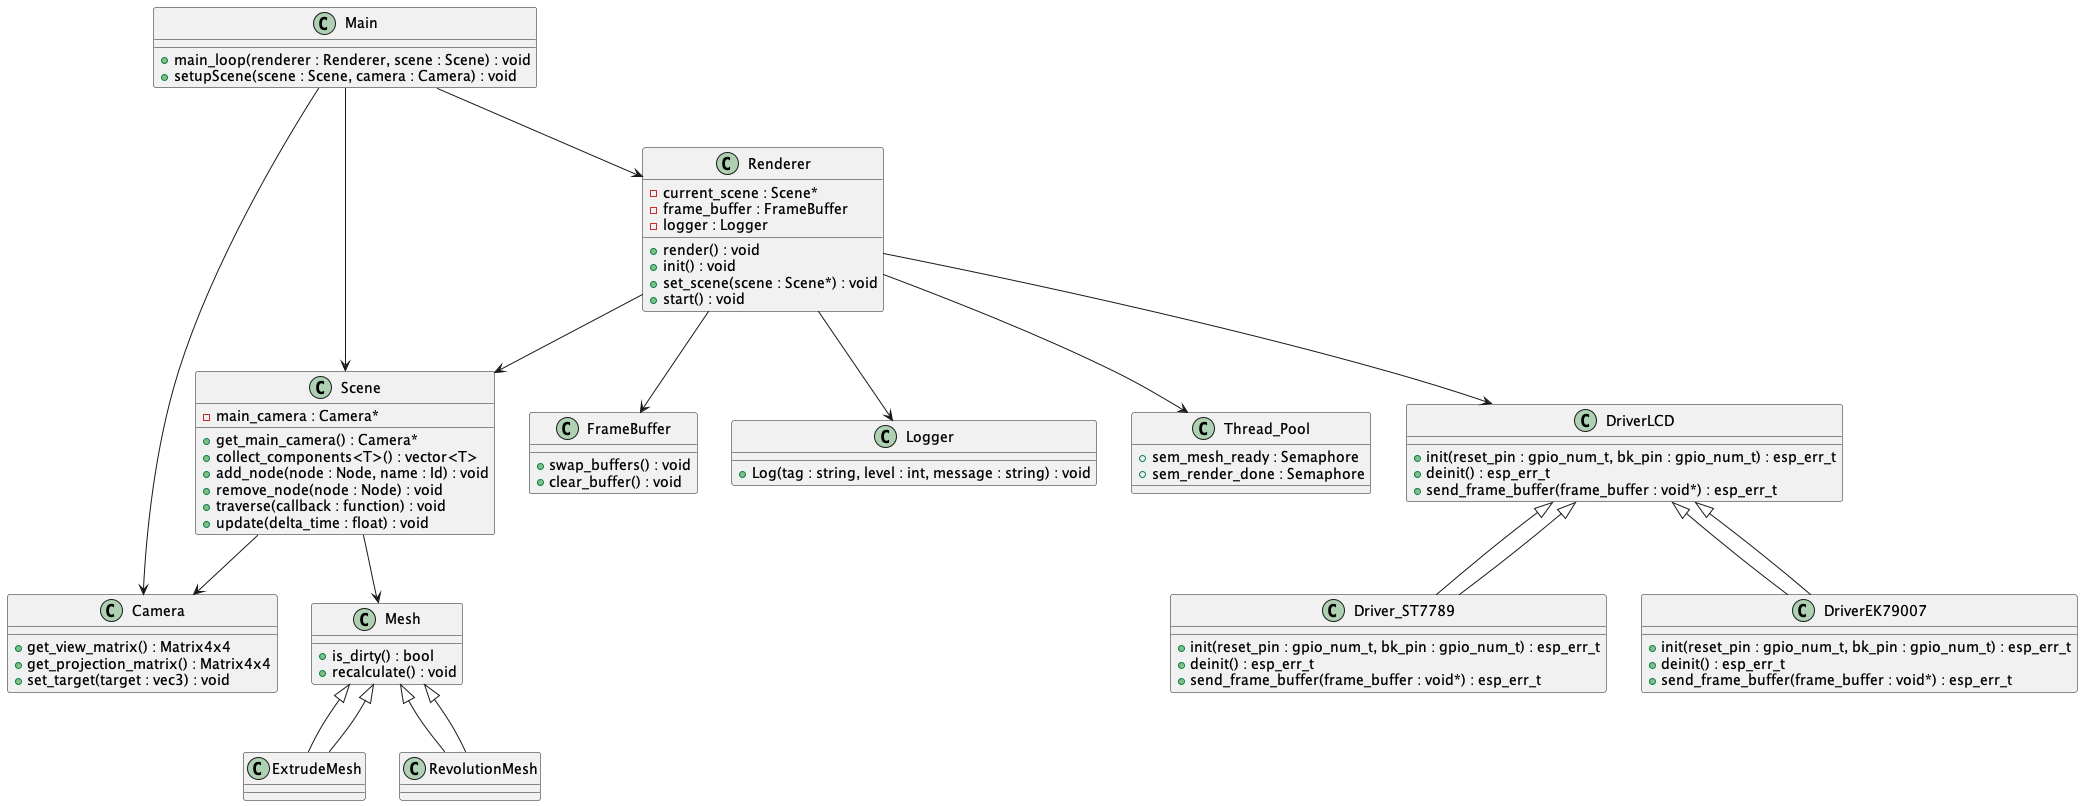 C Main
main_loop(renderer : Renderer, scene : Scene) : void
setupScene(scene : Scene, camera : Camera) : void
C Renderer
current_scene : Scene*
frame_buffer : FrameBuffer
logger : Logger
render() : void
init() : void
set_scene(scene : Scene*) : void
start() : void
C Scene
main_camera : Camera*
get_main_camera() : Camera*
collect_components<T>() : vector<T>
add_node(node : Node, name : Id) : void
remove_node(node : Node) : void
traverse(callback : function) : void
update(delta_time : float) : void
C FrameBuffer
swap_buffers() : void
clear_buffer() : void
C Logger
Log(tag : string, level : int, message : string) : void
C Thread_Pool
sem_mesh_ready : Semaphore
sem_render_done : Semaphore
C DriverLCD
init(reset_pin : gpio_num_t, bk_pin : gpio_num_t) : esp_err_t
deinit() : esp_err_t
send_frame_buffer(frame_buffer : void*) : esp_err_t
C Camera
get_view_matrix() : Matrix4x4
get_projection_matrix() : Matrix4x4
set_target(target : vec3) : void
C Mesh
is_dirty() : bool
recalculate() : void
C Driver_ST7789
init(reset_pin : gpio_num_t, bk_pin : gpio_num_t) : esp_err_t
deinit() : esp_err_t
send_frame_buffer(frame_buffer : void*) : esp_err_t
C DriverEK79007
init(reset_pin : gpio_num_t, bk_pin : gpio_num_t) : esp_err_t
deinit() : esp_err_t
send_frame_buffer(frame_buffer : void*) : esp_err_t
C ExtrudeMesh
C RevolutionMesh